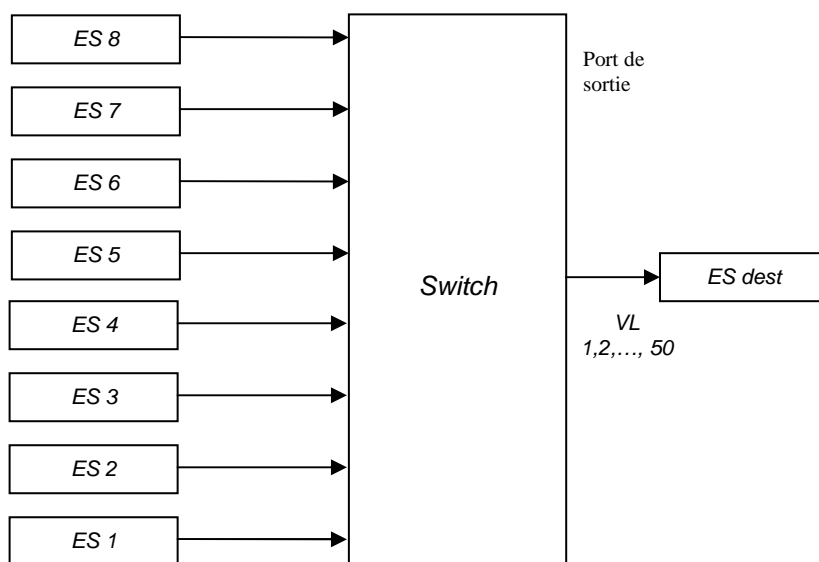 ES 8
Port de
sortie
ES 7
ES 6
ES 5
Switch
ES dest
ES 4
VL
1,2,..., 50
ES 3
ES 2
ES 1